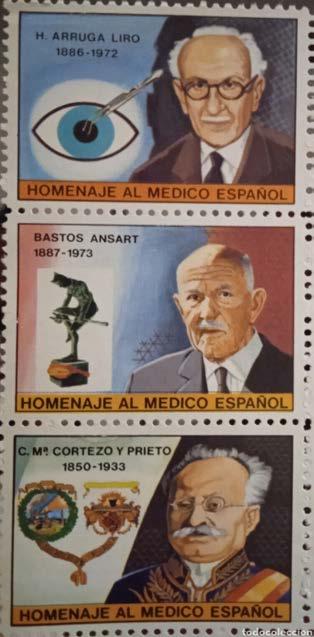 H. ARRUGA LIRO
1886-1972
HOMENAJE AL MEDICO ESPAÑOL
BASTOS ANSART
1887-1973
HOMENAJE AL MEDICO ESPAÑOL
C. Mª CORTEZO Y PRIETO
1850-1933
HOMENAJE AL MEDICO ESPAÑOL
todocoleccion